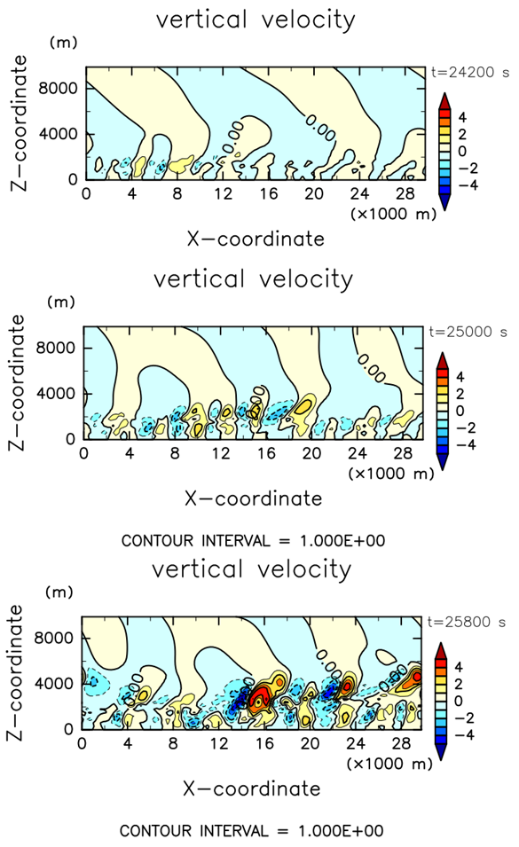 vertical velocity
(m)
t=24200 s
Z-coordinate
8000
4000
0
0.00
0.00
4
2
0
-2
-4
0 4 8 12 16 20 24 28
(×1000 m)
X-coordinate
vertical velocity
(m)
t=25000 s
Z-coordinate
8000
4000
0
0.00
4
2
0
-2
-4
0 4 8 12 16 20 24 28
(×1000 m)
X-coordinate
CONTOUR INTERVAL = 1.000E+00
vertical velocity
(m)
t=25800 s
Z-coordinate
8000
4000
0
4
2
0
-2
-4
0 4 8 12 16 20 24 28
(×1000 m)
X-coordinate
CONTOUR INTERVAL = 1.000E+00